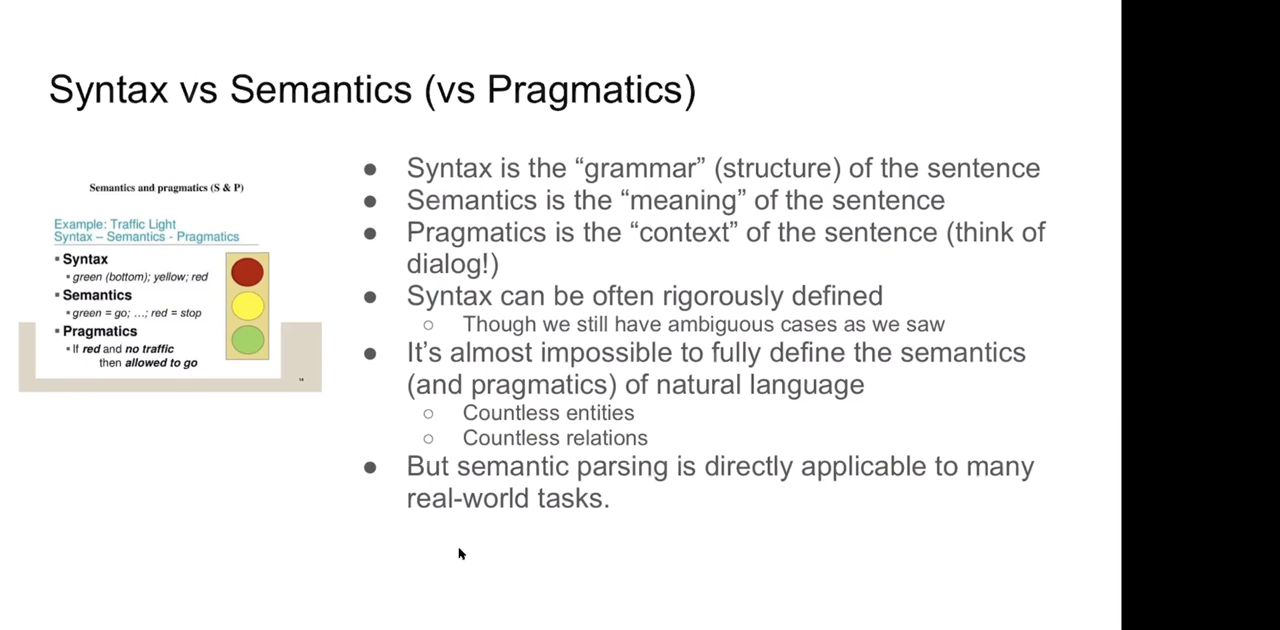 Syntax vs Semantics (vs Pragmatics)
Semantics and pragmatics (S & P)
Example: Traffic Light
Syntax – Semantics - Pragmatics
▪ Syntax
▪ green (bottom); yellow; red
▪ Semantics
▪ green = go; …; red = stop
▪ Pragmatics
▪ If red and no traffic
then allowed to go
● Syntax is the “grammar” (structure) of the sentence
● Semantics is the “meaning” of the sentence
● Pragmatics is the “context” of the sentence (think of
dialog!)
● Syntax can be often rigorously defined
○ Though we still have ambiguous cases as we saw
● It’s almost impossible to fully define the semantics
(and pragmatics) of natural language
○ Countless entities
○ Countless relations
● But semantic parsing is directly applicable to many
real-world tasks.